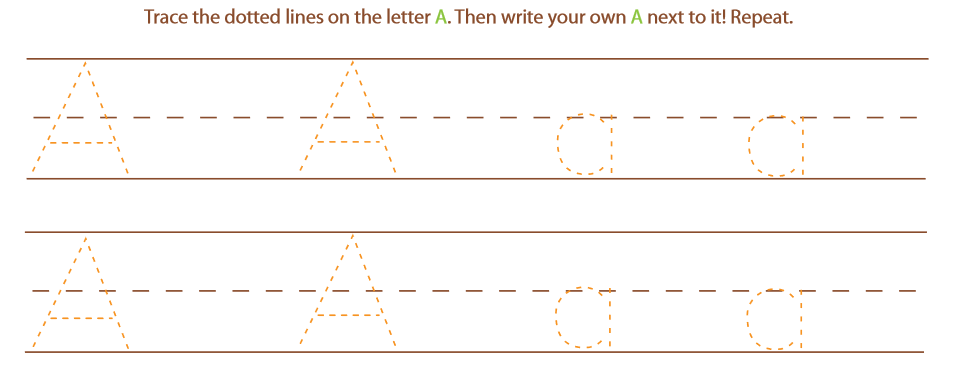 Trace the dotted lines on the letter A. Then write your own A next to it! Repeat.
A A a a
A A a a